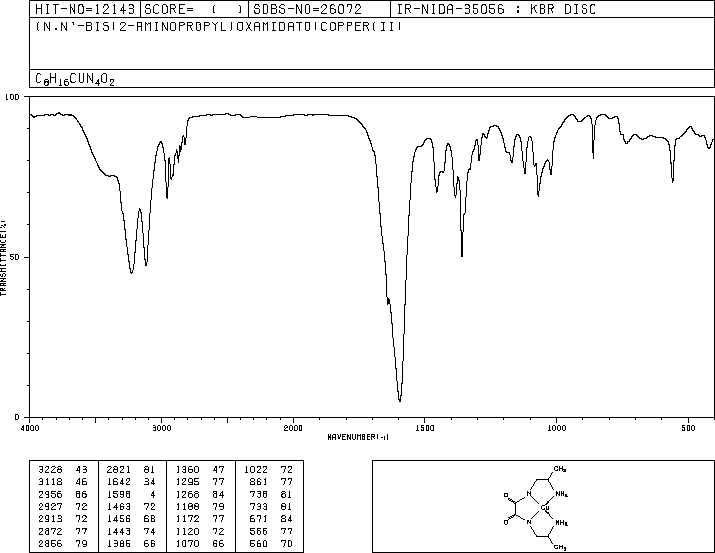 HIT-NO=12143 SCORE= ( ) SDBS-NO=26072 IR-NIDA-35056 : KBR DISC
(N,N'-BIS(2-AMINOPROPYL)OXAMIDATO)COPPER(II)
C8H16CUN4O2
100
50
0
TRANSMITTANCE(%)
4000 3000 2000 1500 1000 500
WAVENUMBER(-1)
3228 43 2821 81 1360 47 1022 72
3118 46 1642 34 1295 77 861 77
2956 66 1598 4 1268 84 738 81
2927 72 1463 72 1188 79 733 81
2913 72 1456 68 1172 77 671 84
2872 77 1443 74 1120 72 566 77
2856 79 1386 66 1070 66 560 70
CH3
O N NH2
Cu
O N NH2
CH3